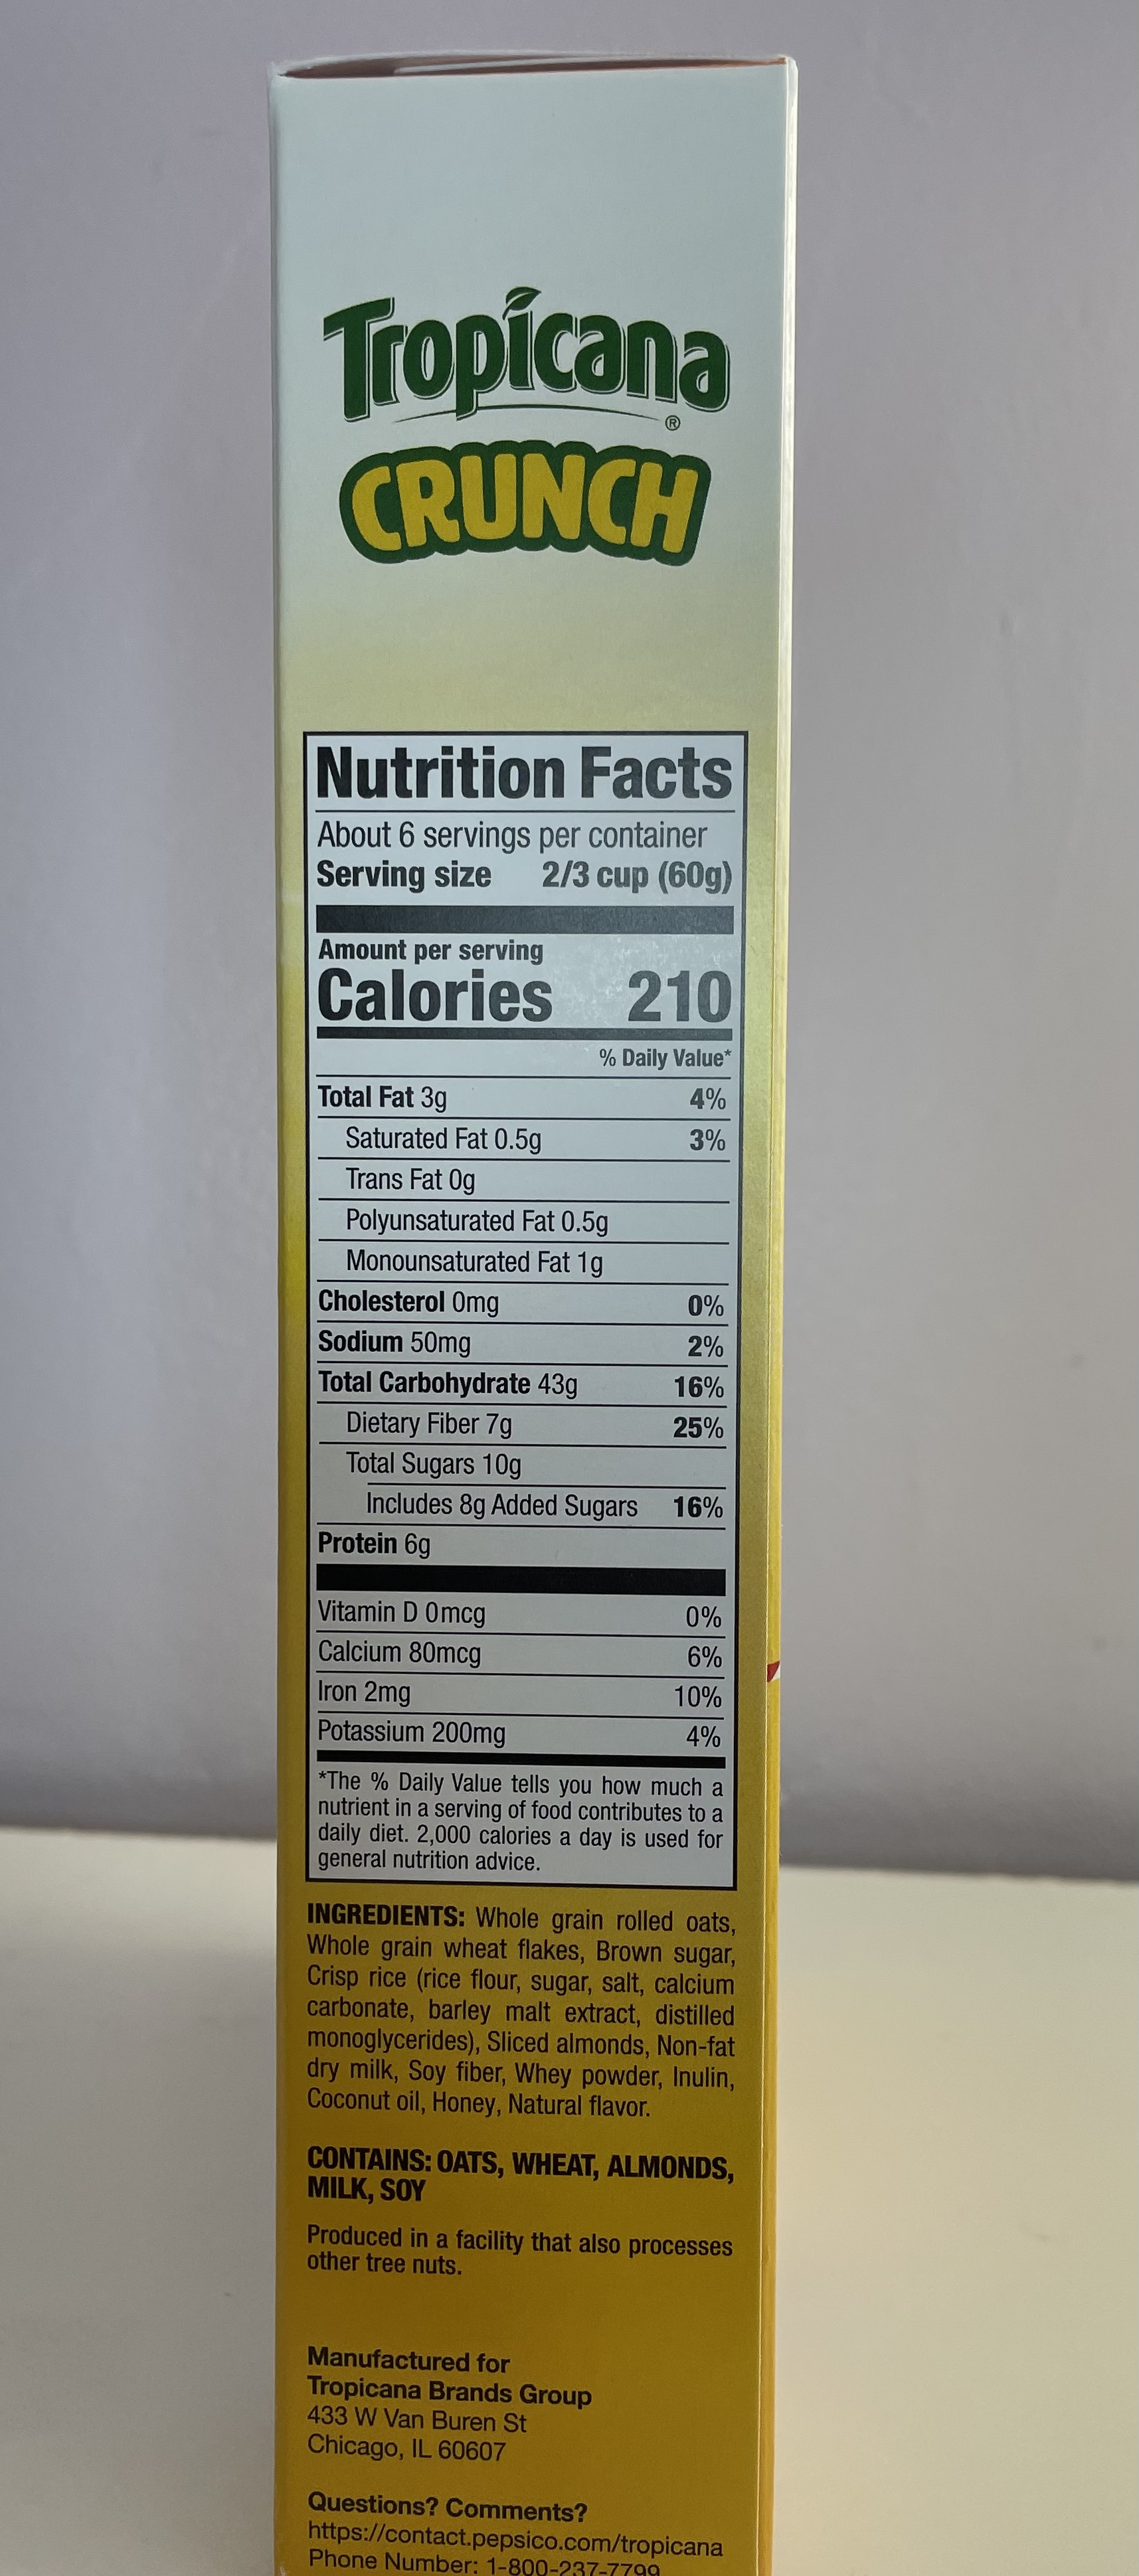 Tropicana
®
CRUNCH
Nutrition Facts
About 6 servings per container
Serving size 2/3 cup (60g)
Amount per serving
Calories 210
% Daily Value*
Total Fat 3g 4%
Saturated Fat 0.5g 3%
Trans Fat 0g
Polyunsaturated Fat 0.5g
Monounsaturated Fat 1g
Cholesterol 0mg 0%
Sodium 50mg 2%
Total Carbohydrate 43g 16%
Dietary Fiber 7g 25%
Total Sugars 10g
Includes 8g Added Sugars 16%
Protein 6g
Vitamin D 0mcg 0%
Calcium 80mcg 6%
Iron 2mg 10%
Potassium 200mg 4%
*The % Daily Value tells you how much a
nutrient in a serving of food contributes to a
daily diet. 2,000 calories a day is used for
general nutrition advice.
INGREDIENTS: Whole grain rolled oats,
Whole grain wheat flakes, Brown sugar,
Crisp rice (rice flour, sugar, salt, calcium
carbonate, barley malt extract, distilled
monoglycerides), Sliced almonds, Non-fat
dry milk, Soy fiber, Whey powder, Inulin,
Coconut oil, Honey, Natural flavor.
CONTAINS: OATS, WHEAT, ALMONDS,
MILK, SOY
Produced in a facility that also processes
other tree nuts.
Manufactured for
Tropicana Brands Group
433 W Van Buren St
Chicago, IL 60607
Questions? Comments?
https://contact.pepsico.com/tropicana
Phone Number: 1-800-237-7799